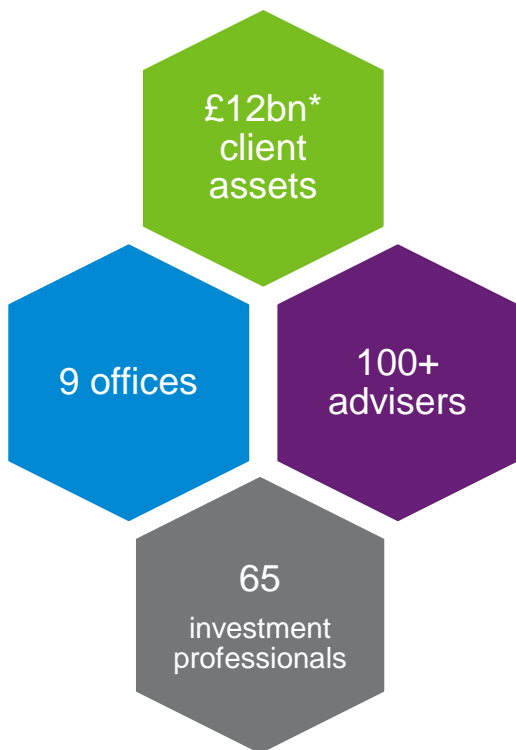 £12bn*
client
assets
9 offices
100+
advisers
65
investment
professionals